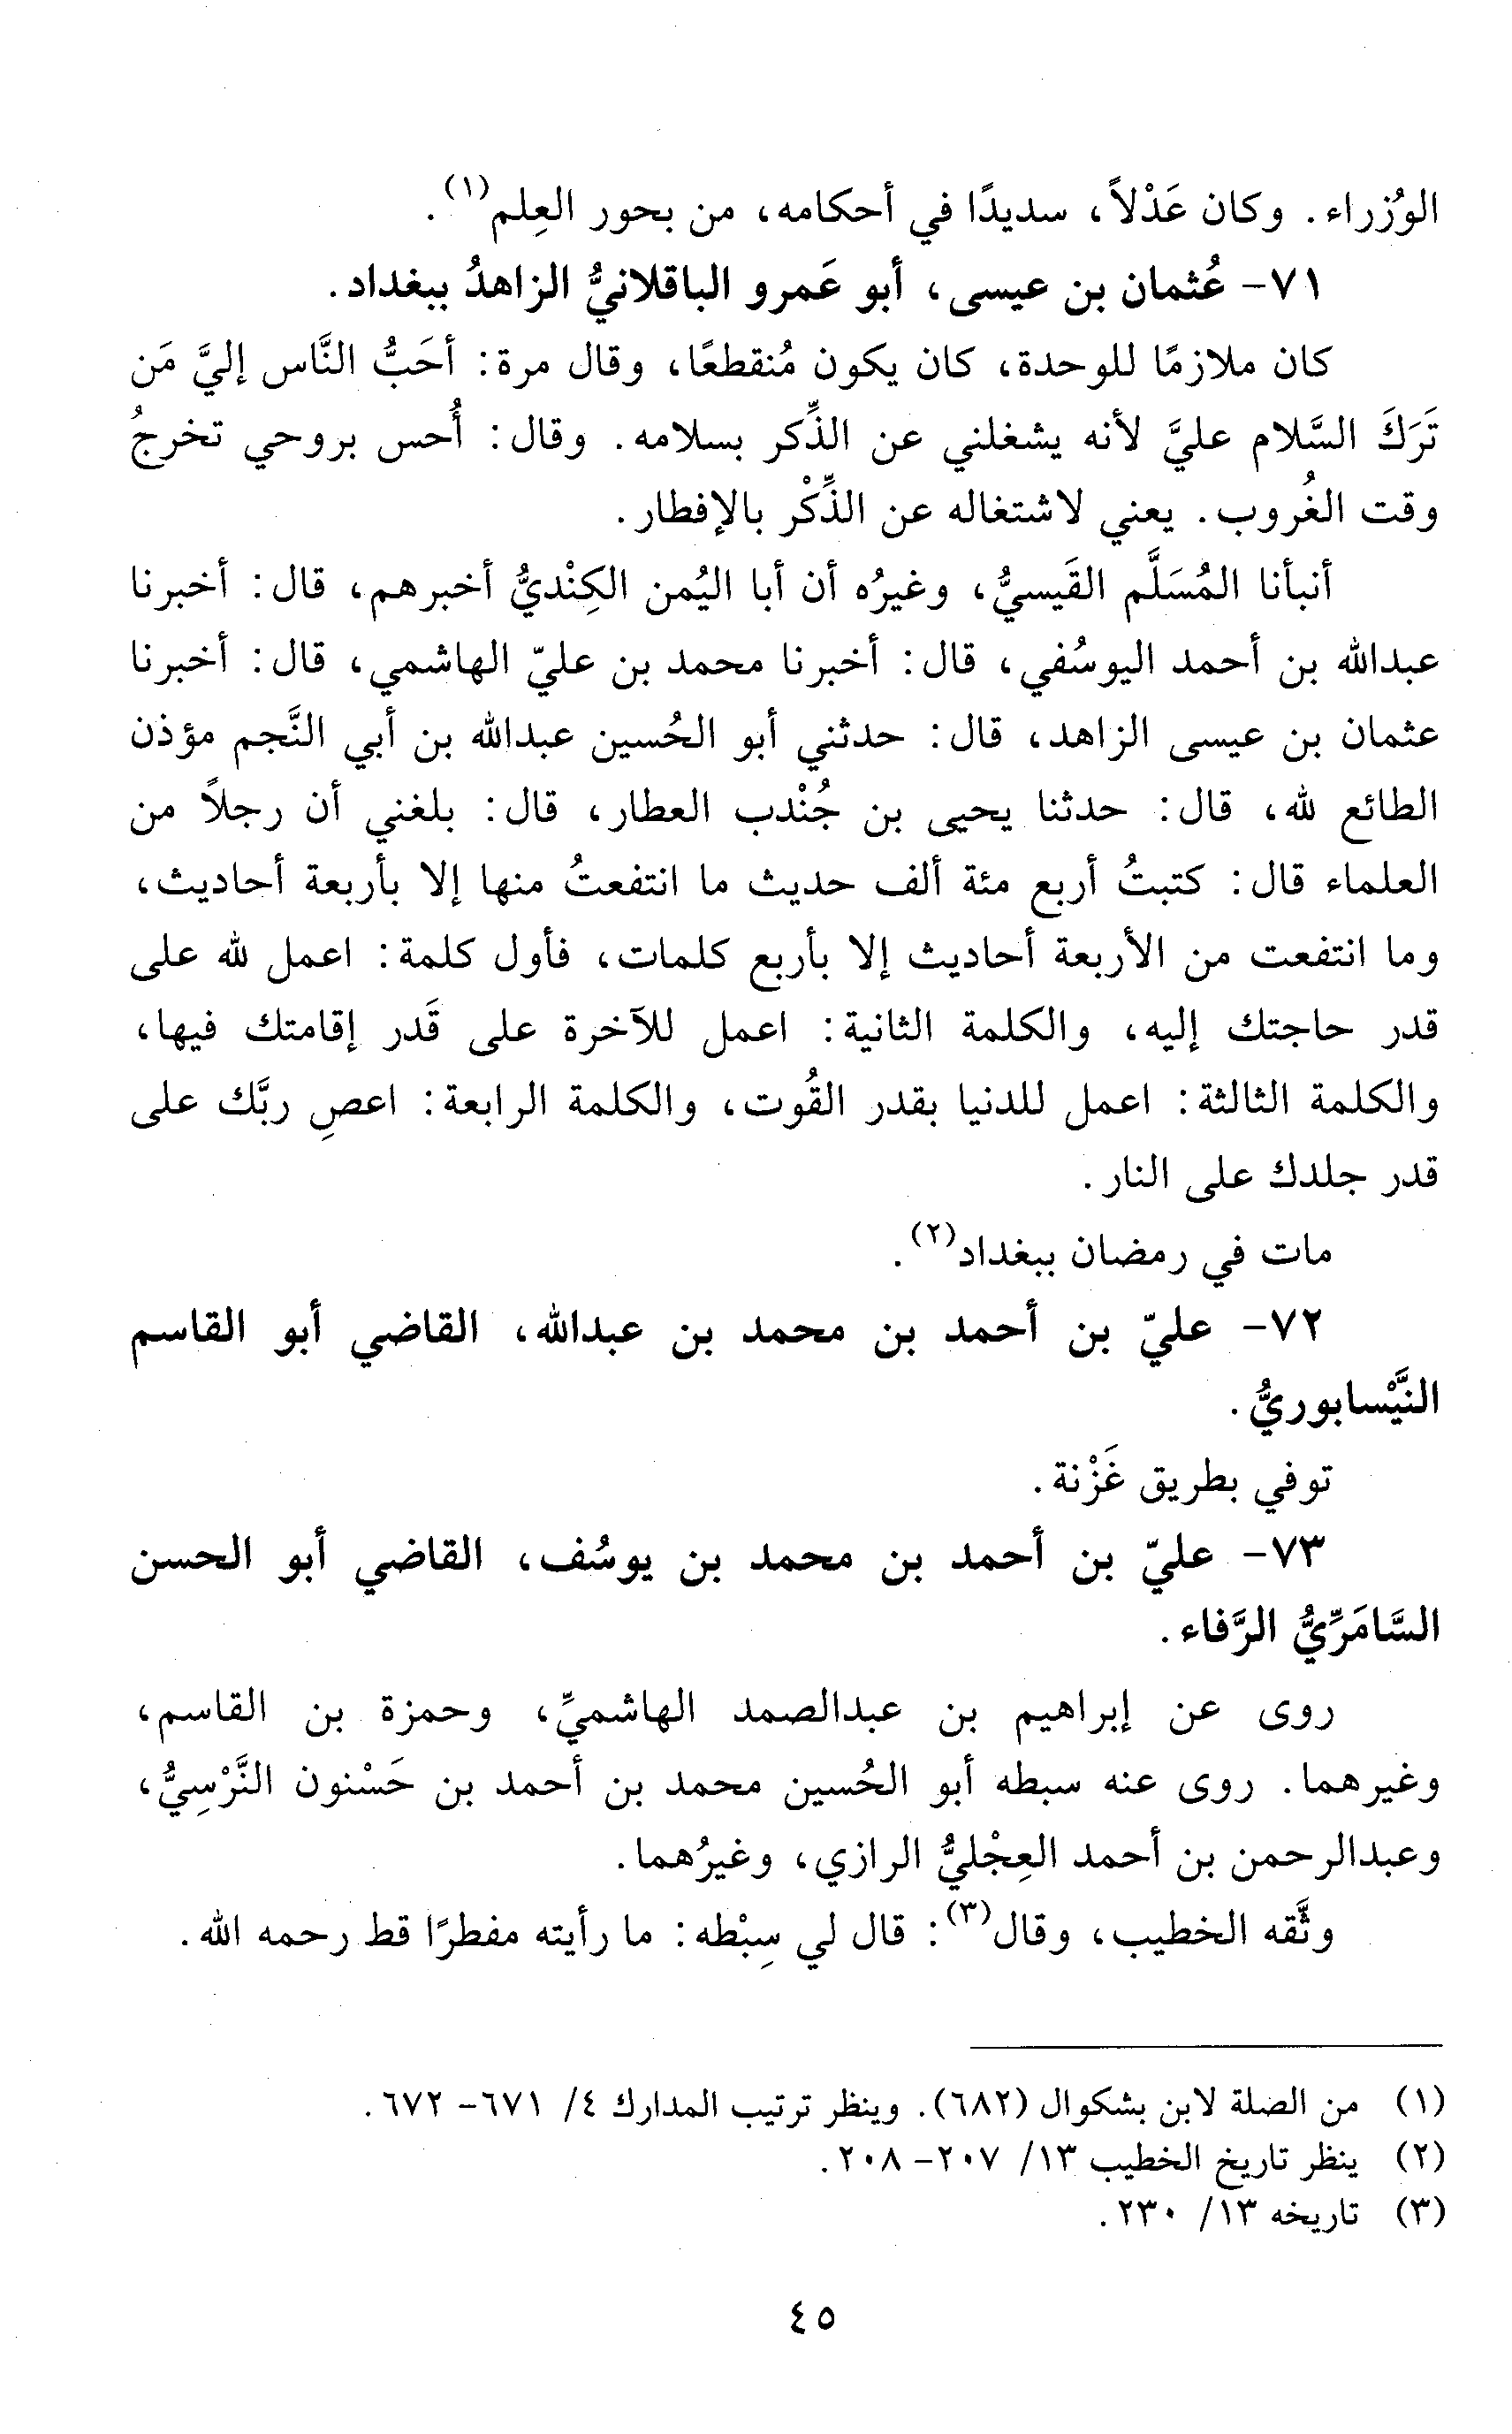 الوُزراء. وكان عَدْلاً، سديدًا في أحكامه، من بحور العِلم(١).
٧١- عُثمان بن عيسى، أبو عَمرو الباقلانيُّ الزاهدُ ببغداد.
كان ملازمًا للوحدة، كان يكون مُنقطعًا، وقال مرة: أحَبُّ النَّاس إليَّ مَن
تَرَكَ السَّلام عليَّ لأنه يشغلني عن الذِّكر بسلامه. وقال: أُحس بروحي تخرجُ
وقت الغُروب. يعني لاشتغاله عن الذِّكْر بالإفطار.
أنبأنا المُسَلَّم القَيسيُّ، وغيرُه أن أبا اليُمن الكِنْديُّ أخبرهم، قال: أخبرنا
عبدالله بن أحمد اليوسُفي، قال: أخبرنا محمد بن عليّ الهاشمي، قال: أخبرنا
عثمان بن عيسى الزاهد، قال: حدثني أبو الحُسين عبدالله بن أبي النَّجم مؤذن
الطائع لله، قال: حدثنا يحيى بن جُنْدب العطار، قال: بلغني أن رجلاً من
العلماء قال: كتبتُ أربع مئة ألف حديث ما انتفعتُ منها إلا بأربعة أحاديث،
وما انتفعت من الأربعة أحاديث إلا بأربع كلمات، فأول كلمة: اعمل لله على
قدر حاجتك إليه، والكلمة الثانية: اعمل للآخرة على قَدر إقامتك فيها،
والكلمة الثالثة: اعمل للدنيا بقدر القُوت، والكلمة الرابعة: اعصِ ربَّك على
قدر جلدك على النار.
مات في رمضان ببغداد(٢).
٧٢- عليّ بن أحمد بن محمد بن عبدالله، القاضي أبو القاسم
النَّيْسابوريُّ.
توفي بطريق غَزْنة.
٧٣- عليّ بن أحمد بن محمد بن يوسُف، القاضي أبو الحسن
السَّامَرِّيُّ الرَّفاء.
روى عن إبراهيم بن عبدالصمد الهاشميِّ، وحمزة بن القاسم،
وغيرهما. روى عنه سبطه أبو الحُسين محمد بن أحمد بن حَسْنون النَّرْسِيُّ،
وعبدالرحمن بن أحمد العِجْليُّ الرازي، وغيرُهما.
وثَّقه الخطيب، وقال(٣): قال لي سِبْطه: ما رأيته مفطرًا قط رحمه الله.
(١) من الصلة لابن بشكوال (٦٨٢). وينظر ترتيب المدارك ٤/ ٦٧١- ٦٧٢.
(٢) ينظر تاريخ الخطيب ١٣/ ٢٠٧- ٢٠٨.
(٣) تاريخه ١٣/ ٢٣٠.
٤٥